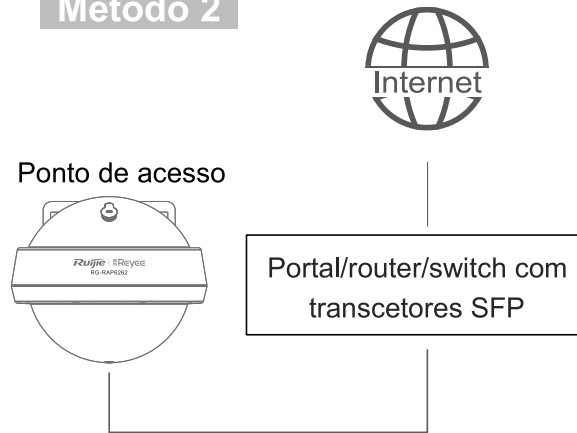 Método 2
Internet
Ponto de acesso
Ruijie | Reyee
RG-RAP6262
Portal/router/switch com
transcetores SFP